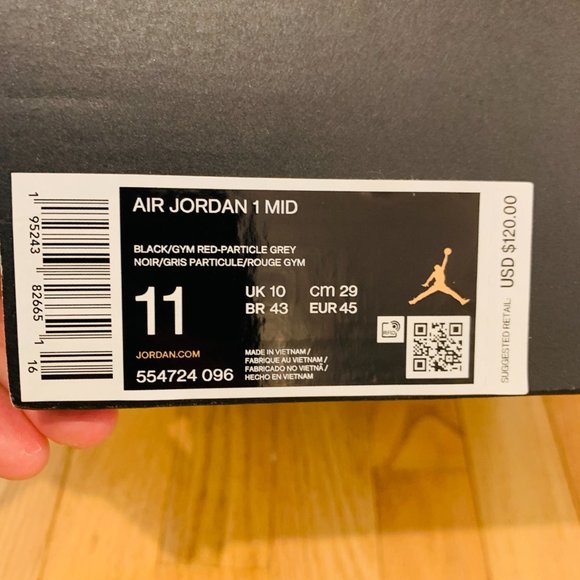 AIR JORDAN 1 MID
BLACK/GYM RED-PARTICLE GREY
NOIR/GRIS PARTICULE/ROUGE GYM
11
UK 10 cm 29
BR 43 EUR 45
JORDAN.COM
554724 096
MADE IN VIETNAM /
FABRIQUE AU VIETNAM /
FABRICADO NO VIETNÃ /
HECHO EN VIETNAM
RFID
SUGGESTED RETAIL: USD $120.00
1 95243 82665 1 16